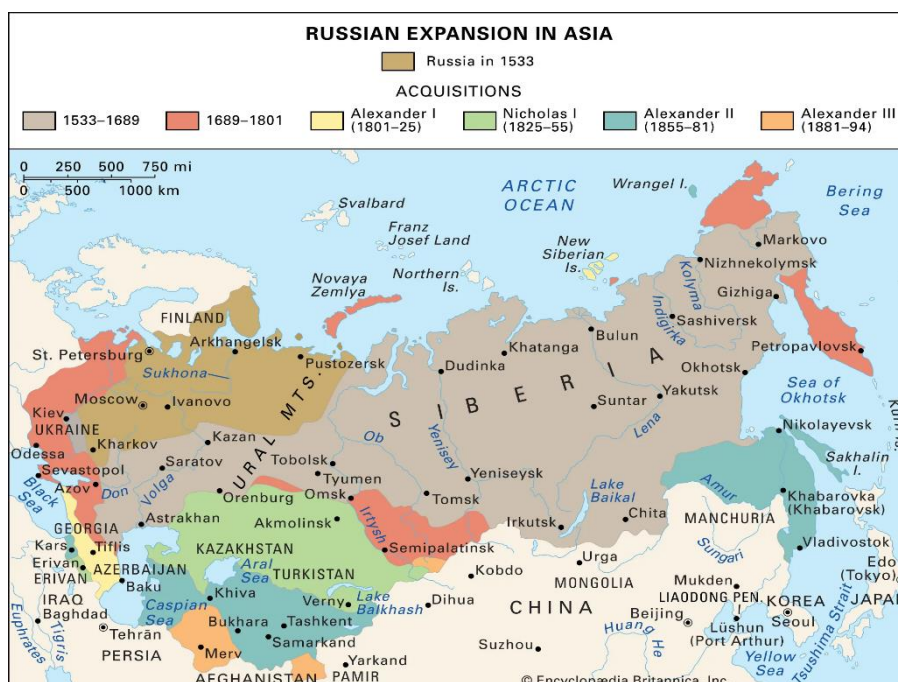 RUSSIAN EXPANSION IN ASIA
Russia in 1533
ACQUISITIONS
1533–1689
1689–1801
Alexander I
(1801–25)
Nicholas I
(1825–55)
Alexander II
(1855–81)
Alexander III
(1881–94)
0 250 500 750 mi
0 500 1000 km
ARCTIC
OCEAN
Wrangel I.
Bering
Sea
Svalbard
Franz
Josef Land
New
Siberian
Is.
Markovo
Novaya
Zemlya
Northern
Is.
Kolyma
Nizhnekolymsk
Gizhiga
Indigirka
FINLAND
Sashiversk
Arkhangelsk
Bulun
St. Petersburg
Khatanga
Petropavlovsk
Pustozersk
Sukhona
Dudinka
Okhotsk
Moscow
Ivanovo
URAL MTS.
SIBERIA
Suntar
Yakutsk
Sea of
Okhotsk
Kiev
UKRAINE
Kharkov
Kazan
Ob
Yenisey
Lena
Nikolayevsk
Odessa
Saratov
Tobolsk
Sevastopol
Tyumen
Yeniseysk
Sakhalin
I.
Black
Sea
Azov
Don
Volga
Orenburg
Omsk
Tomsk
Lake
Baikal
Amur
Khabarovka
(Khabarovsk)
Astrakhan
Akmolinsk
Irtysh
Irkutsk
Chita
MANCHURIA
GEORGIA
Kars
Tiflis
KAZAKHSTAN
Semipalatinsk
Sungari
Vladivostok
Erivan
ERIVAN
AZERBAIJAN
Aral
Sea
TURKISTAN
Kobdo
Urga
MONGOLIA
Edo
(Tokyo)
Baku
Khiva
Verny
Lake
Balkhash
Dihua
Mukden
LIAODONG PEN.
KOREA
JAPAN
IRAQ
Baghdad
Caspian
Sea
Bukhara
Tashkent
CHINA
Beijing
Seoul
Tigris
Euphrates
Tehrān
Samarkand
Suzhou
Huang He
Lüshun
(Port Arthur)
Tsushima Strait
PERSIA
Merv
Yarkand
Yellow
Sea
AFGHANISTAN
PAMIR
© Encyclopædia Britannica, Inc.